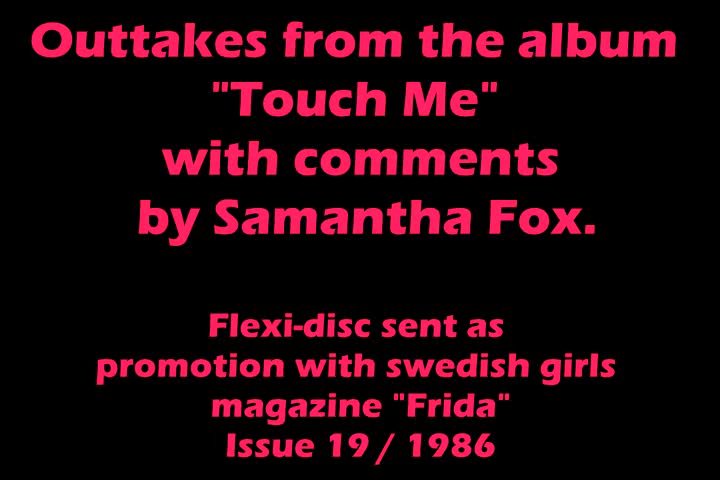 Outtakes from the album
"Touch Me"
with comments
by Samantha Fox.
Flexi-disc sent as
promotion with swedish girls
magazine "Frida"
Issue 19 / 1986